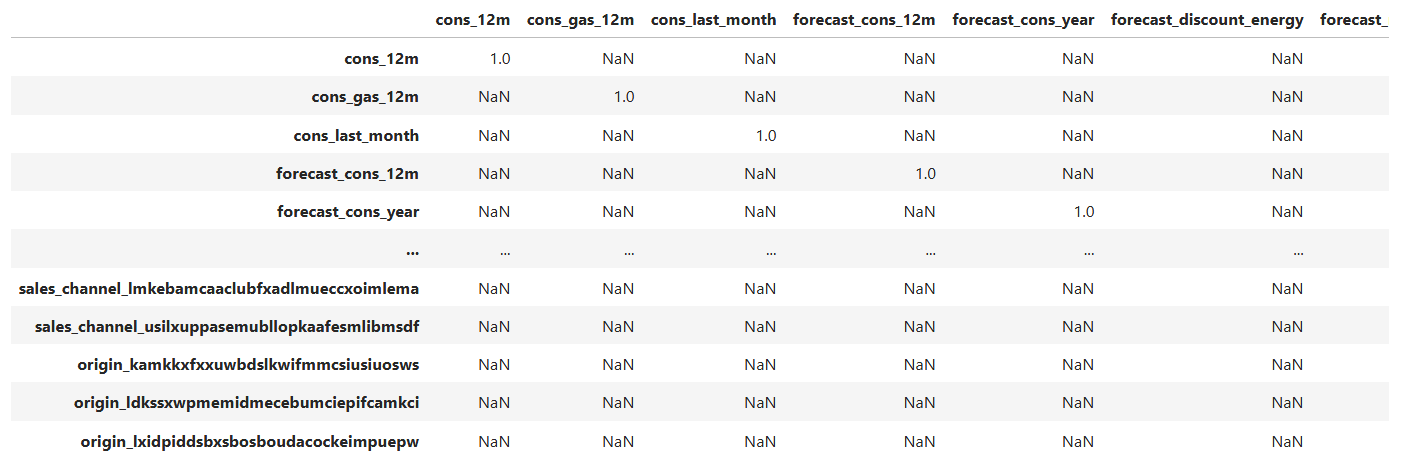 cons_12m cons_gas_12m cons_last_month forecast_cons_12m forecast_cons_year forecast_discount_energy forecast_
cons_12m 1.0 NaN NaN NaN NaN NaN
cons_gas_12m NaN 1.0 NaN NaN NaN NaN
cons_last_month NaN NaN 1.0 NaN NaN NaN
forecast_cons_12m NaN NaN NaN 1.0 NaN NaN
forecast_cons_year NaN NaN NaN NaN 1.0 NaN
... ... ... ... ... ... ...
sales_channel_lmkebamcaaclubfxadlmueccxoimlema NaN NaN NaN NaN NaN NaN
sales_channel_usilxuppasemubllopkaafesmlibmsdf NaN NaN NaN NaN NaN NaN
origin_kamkkxfxxuwbdslkwifmmcsiusiuosws NaN NaN NaN NaN NaN NaN
origin_ldkssxwpmemidmecebumciepifcamkci NaN NaN NaN NaN NaN NaN
origin_lxidpiddsbxsbosboudacockeimpuepw NaN NaN NaN NaN NaN NaN